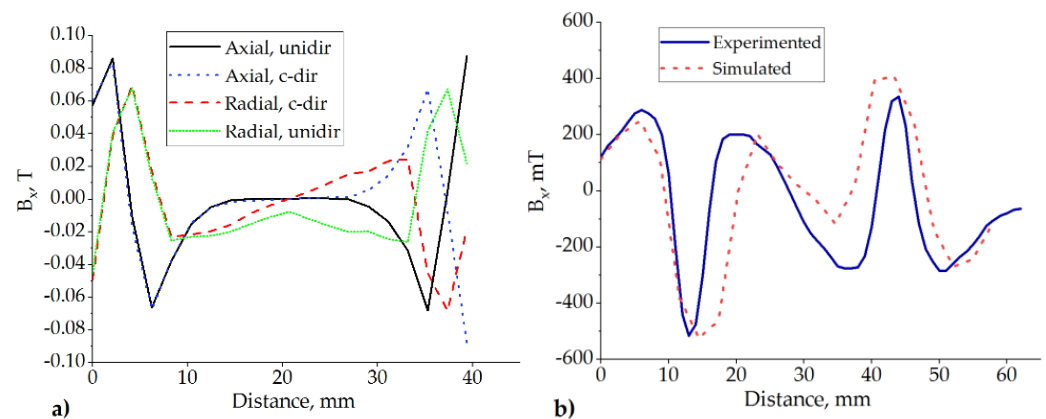 Axial, unidir
Axial, c-dir
Radial, c-dir
Radial, unidir
0.10
0.08
0.06
0.04
0.02
0.00
-0.02
-0.04
-0.06
-0.08
-0.10
Bx, T
0 10 20 30 40
Distance, mm
a)
Experimented
Simulated
600
400
200
0
-200
-400
-600
Bx, mT
0 10 20 30 40 50 60
Distance, mm
b)